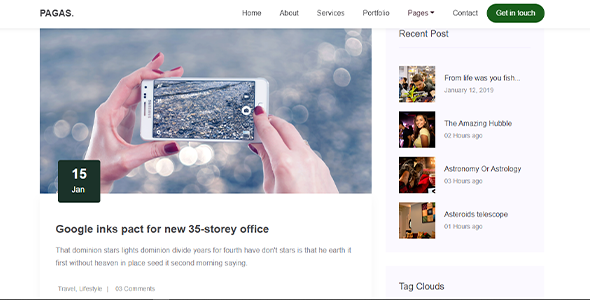 PAGAS.
Home About Services Portfolio Pages Contact Get in touch
15
Jan
Google inks pact for new 35-storey office
That dominion stars lights dominion divide years for fourth have don't stars is that he earth it
first without heaven in place seed it second morning saying.
Travel, Lifestyle | 03 Comments
Recent Post
From life was you fish...
January 12, 2019
The Amazing Hubble
02 Hours ago
Astronomy Or Astrology
03 Hours ago
Asteroids telescope
01 Hours ago
Tag Clouds